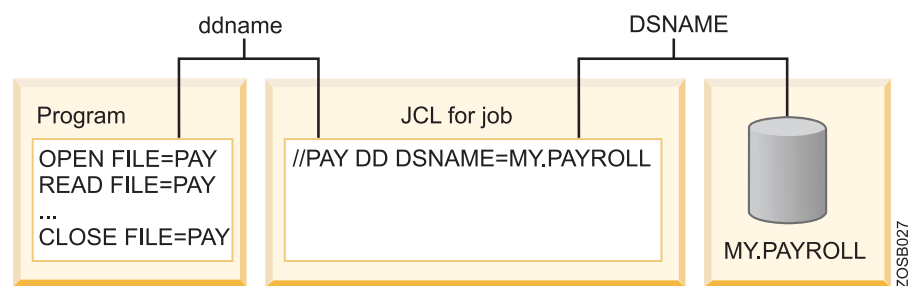 ddname
DSNAME
Program
OPEN FILE=PAY
READ FILE=PAY
...
CLOSE FILE=PAY
JCL for job
//PAY DD DSNAME=MY.PAYROLL
MY.PAYROLL
ZOSB027